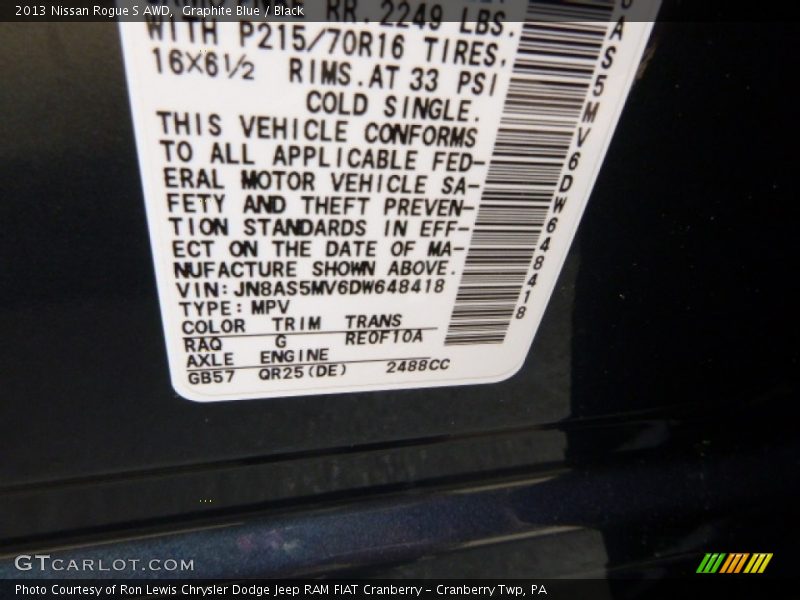 2013 Nissan Rogue S AWD, Graphite Blue / Black
RR.2249 LBS.
WITH P215/70R16 TIRES,
16X6½ RIMS.AT 33 PSI
COLD SINGLE.
THIS VEHICLE CONFORMS
TO ALL APPLICABLE FED-
ERAL MOTOR VEHICLE SA-
FETY AND THEFT PREVEN-
TION STANDARDS IN EFF-
ECT ON THE DATE OF MA-
NUFACTURE SHOWN ABOVE.
VIN:JN8AS5MV6DW648418
TYPE:MPV
COLOR TRIM TRANS
RAQ G RE0F10A
AXLE ENGINE
GB57 QR25(DE) 2488CC
AS5MV6DW648418
GTCARLOT.COM
Photo Courtesy of Ron Lewis Chrysler Dodge Jeep RAM FIAT Cranberry – Cranberry Twp, PA